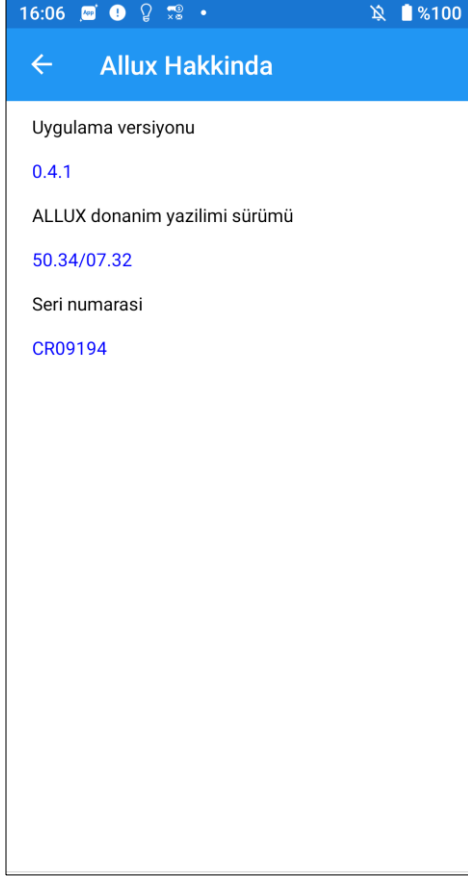 16:06 %100
Allux Hakkinda
Uygulama versiyonu
0.4.1
ALLUX donanim yazilimi sürümü
50.34/07.32
Seri numarasi
CR09194